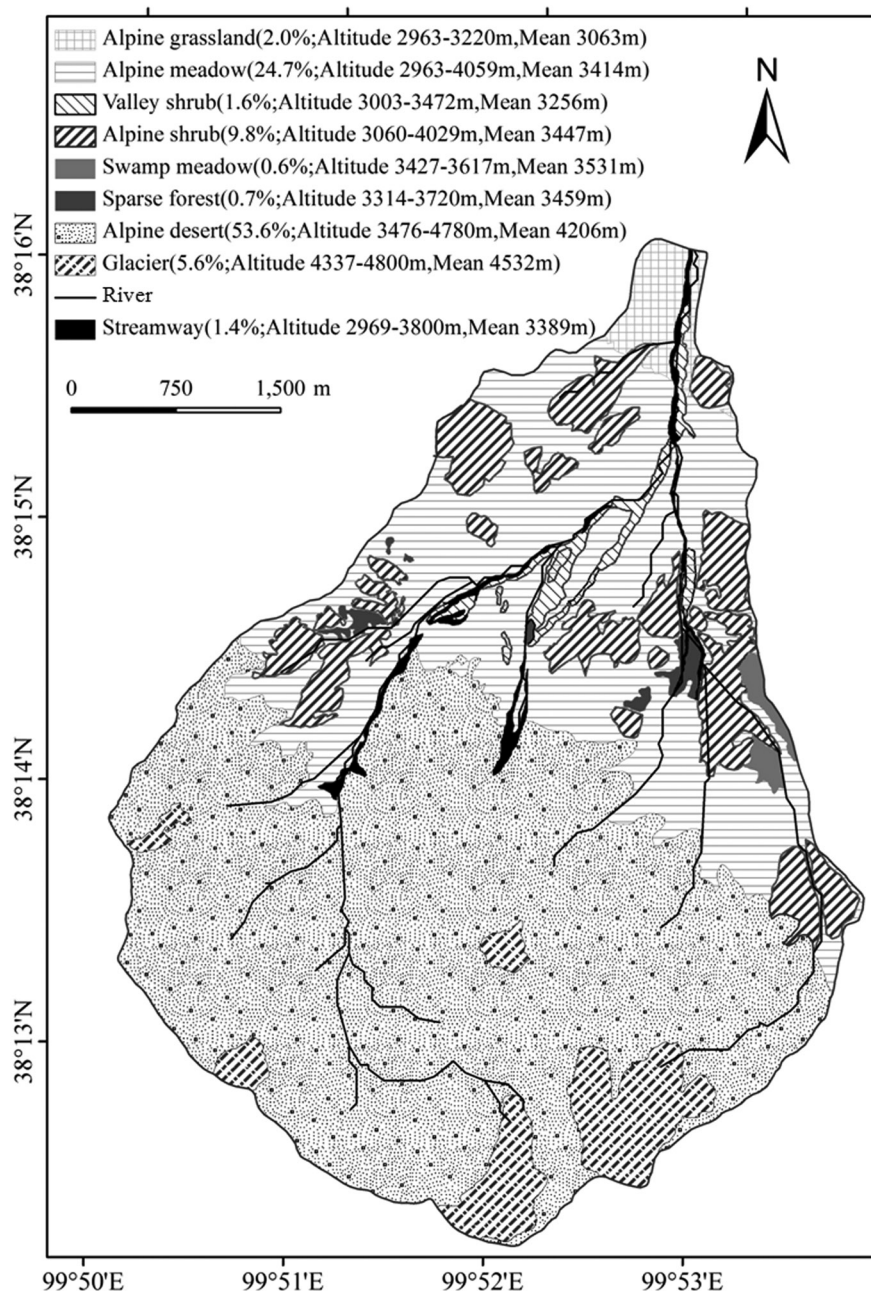 Alpine grassland(2.0%;Altitude 2963-3220m,Mean 3063m)
Alpine meadow(24.7%;Altitude 2963-4059m,Mean 3414m)
Valley shrub(1.6%;Altitude 3003-3472m,Mean 3256m)
Alpine shrub(9.8%;Altitude 3060-4029m,Mean 3447m)
Swamp meadow(0.6%;Altitude 3427-3617m,Mean 3531m)
Sparse forest(0.7%;Altitude 3314-3720m,Mean 3459m)
Alpine desert(53.6%;Altitude 3476-4780m,Mean 4206m)
Glacier(5.6%;Altitude 4337-4800m,Mean 4532m)
River
Streamway(1.4%;Altitude 2969-3800m,Mean 3389m)
0 750 1,500 m
N
38°16'N
38°15'N
38°14'N
38°13'N
99°50'E 99°51'E 99°52'E 99°53'E